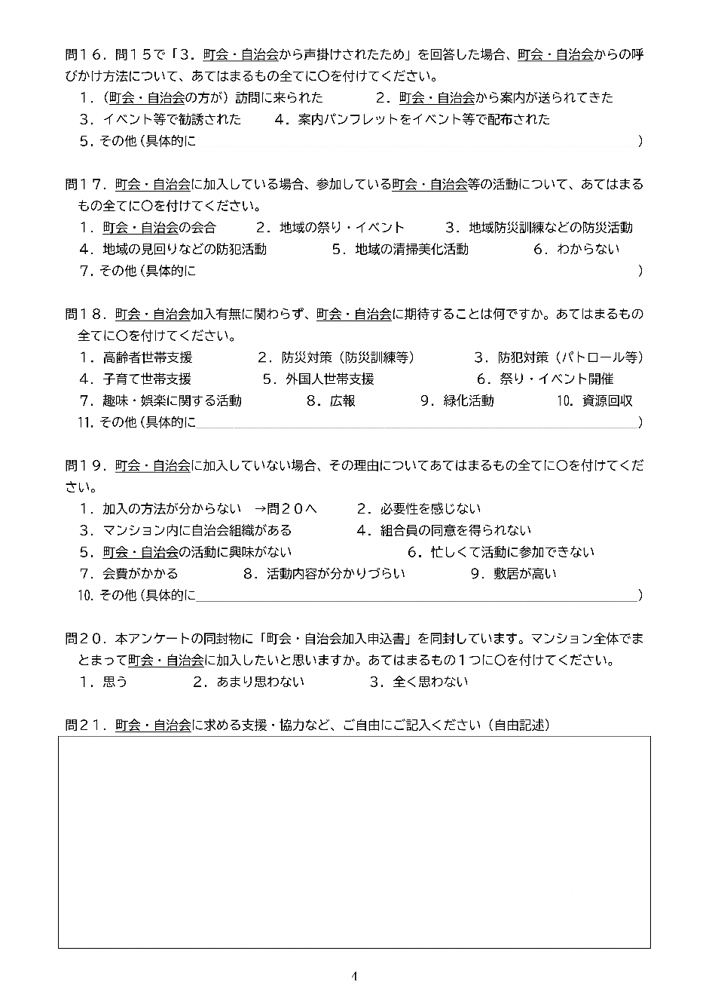 問１６．問１５で「３．町会・自治会から声掛けされたため」を回答した場合、町会・自治会からの呼
びかけ方法について、あてはまるもの全てに〇を付けてください。
１．（町会・自治会の方が）訪問に来られた　２．町会・自治会から案内が送られてきた
３．イベント等で勧誘された　４．案内パンフレットをイベント等で配布された
５．その他（具体的に　）
問１７．町会・自治会に加入している場合、参加している町会・自治会等の活動について、あてはまる
もの全てに〇を付けてください。
１．町会・自治会の会合　２．地域の祭り・イベント　３．地域防災訓練などの防災活動
４．地域の見回りなどの防犯活動　５．地域の清掃美化活動　６．わからない
７．その他（具体的に　）
問１８．町会・自治会加入有無に関わらず、町会・自治会に期待することは何ですか。あてはまるもの
全てに〇を付けてください。
１．高齢者世帯支援　２．防災対策（防災訓練等）　３．防犯対策（パトロール等）
４．子育て世帯支援　５．外国人世帯支援　６．祭り・イベント開催
７．趣味・娯楽に関する活動　８．広報　９．緑化活動　10．資源回収
11．その他（具体的に　）
問１９．町会・自治会に加入していない場合、その理由についてあてはまるもの全てに〇を付けてくだ
さい。
１．加入の方法が分からない　→問２０へ　２．必要性を感じない
３．マンション内に自治会組織がある　４．組合員の同意を得られない
５．町会・自治会の活動に興味がない　６．忙しくて活動に参加できない
７．会費がかかる　８．活動内容が分かりづらい　９．敷居が高い
10．その他（具体的に　）
問２０．本アンケートの同封物に「町会・自治会加入申込書」を同封しています。マンション全体でま
とまって町会・自治会に加入したいと思いますか。あてはまるもの１つに〇を付けてください。
１．思う　２．あまり思わない　３．全く思わない
問２１．町会・自治会に求める支援・協力など、ご自由にご記入ください（自由記述）
4